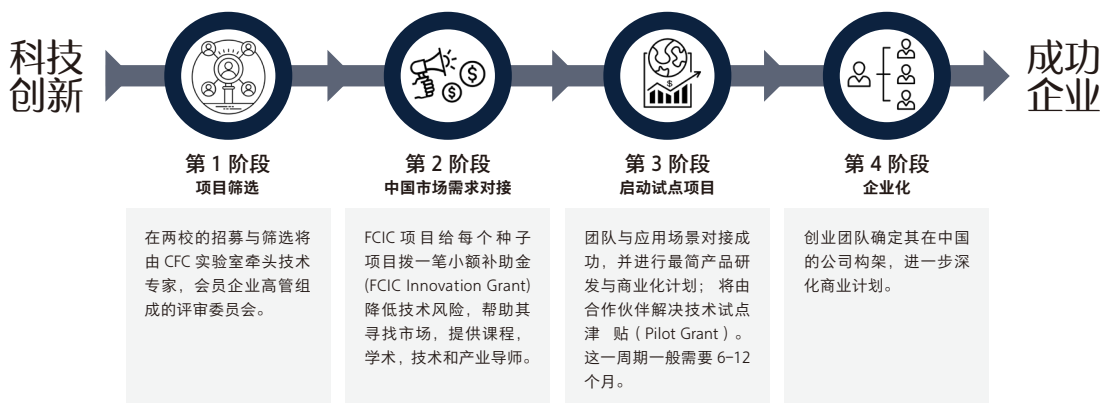 科技
创新
成功
企业
第 1 阶段
项目筛选
在两校的招募与筛选将
由 CFC 实验室牵头技术
专家，会员企业高管组
成的评审委员会。
第 2 阶段
中国市场需求对接
FCIC 项目给每个种子
项目拨一笔小额补助金
(FCIC Innovation Grant)
降低技术风险，帮助其
寻找市场，提供课程，
学术，技术和产业导师。
第 3 阶段
启动试点项目
团队与应用场景对接成
功，并进行最简产品研
发与商业化计划；将由
合作伙伴解决技术试点
津 贴（Pilot Grant）。
这一周期一般需要 6–12
个月。
第 4 阶段
企业化
创业团队确定其在中国
的公司构架，进一步深
化商业计划。